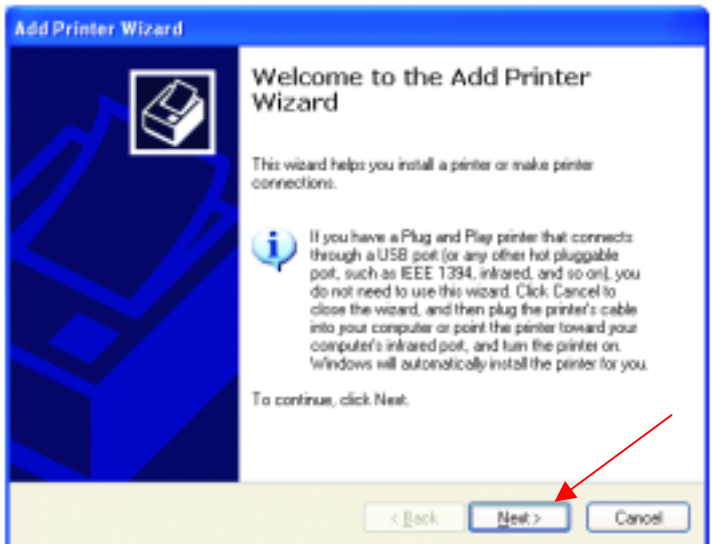 Add Printer Wizard
Welcome to the Add Printer
Wizard
This wizard helps you install a printer or make printer
connections.
If you have a Plug and Play printer that connects
through a USB port (or any other hot pluggable
port, such as IEEE 1394, infrared, and so on), you
do not need to use this wizard. Click Cancel to
close the wizard, and then plug the printer's cable
into your computer or point the printer toward your
computer's infrared port, and turn the printer on.
Windows will automatically install the printer for you.
To continue, click Next.
< Back Next > Cancel